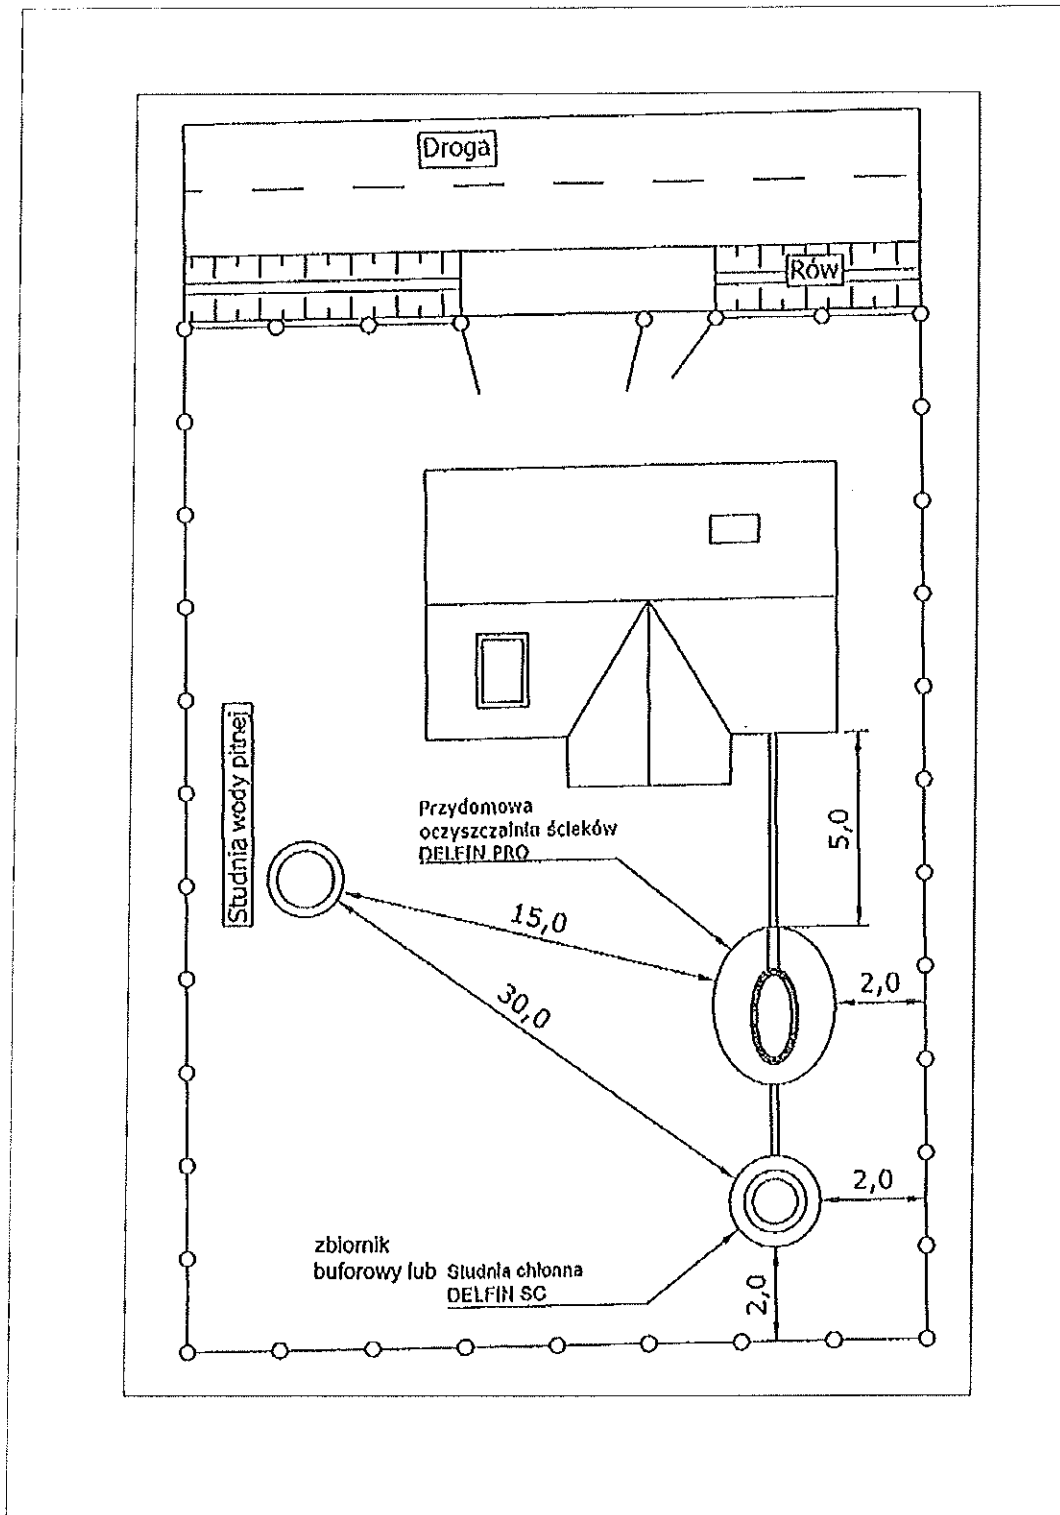 Droga
Rów
Studnia wody pitnej
Przydomowa
oczyszczalnia ścieków
DELFIN PRO
5,0
15,0
2,0
30,0
2,0
zbiornik
buforowy lub Studnia chłonna
DELFIN SC
2,0